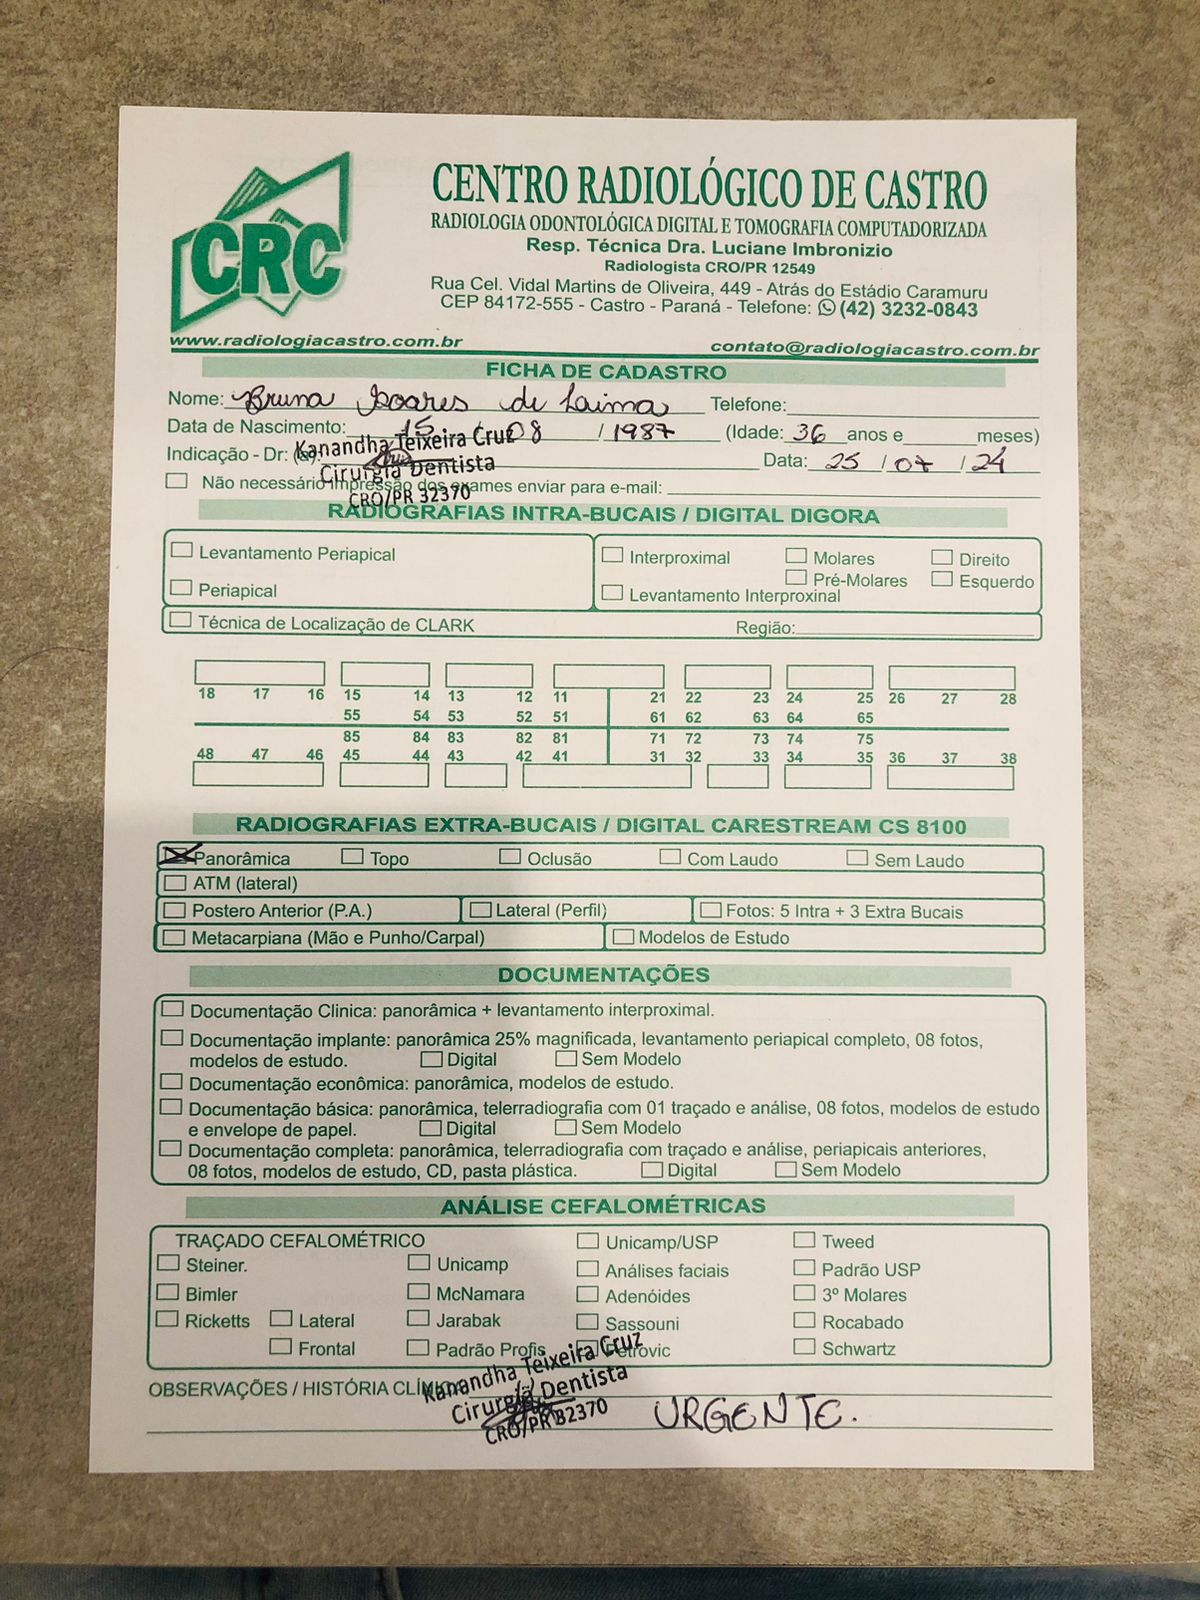 CRC
CENTRO RADIOLÓGICO DE CASTRO
RADIOLOGIA ODONTOLÓGICA DIGITAL E TOMOGRAFIA COMPUTADORIZADA
Resp. Técnica Dra. Luciane Imbronizio
Radiologista CRO/PR 12549
Rua Cel. Vidal Martins de Oliveira, 449 - Atrás do Estádio Caramuru
CEP 84172-555 - Castro - Paraná - Telefone: (42) 3232-0843
www.radiologiacastro.com.br contato@radiologiacastro.com.br
FICHA DE CADASTRO
Nome: Bruna Soares de Laima Telefone:
Data de Nascimento: 15 / 08 / 1987 (Idade: 36 anos e meses)
Indicação - Dr: (a): Data: 25 / 07 / 24
Kanandha Teixeira Cruz
Cirurgiã Dentista
CRO/PR 32370
Não necessário impressão dos exames enviar para e-mail:
RADIOGRAFIAS INTRA-BUCAIS / DIGITAL DIGORA
Levantamento Periapical Interproximal Molares Direito
Periapical Pré-Molares Esquerdo
Levantamento Interproxinal
Técnica de Localização de CLARK Região:
18 17 16 15 14 13 12 11 21 22 23 24 25 26 27 28
55 54 53 52 51 61 62 63 64 65
85 84 83 82 81 71 72 73 74 75
48 47 46 45 44 43 42 41 31 32 33 34 35 36 37 38
RADIOGRAFIAS EXTRA-BUCAIS / DIGITAL CARESTREAM CS 8100
Panorâmica Topo Oclusão Com Laudo Sem Laudo
ATM (lateral)
Postero Anterior (P.A.) Lateral (Perfil) Fotos: 5 Intra + 3 Extra Bucais
Metacarpiana (Mão e Punho/Carpal) Modelos de Estudo
DOCUMENTAÇÕES
Documentação Clinica: panorâmica + levantamento interproximal.
Documentação implante: panorâmica 25% magnificada, levantamento periapical completo, 08 fotos,
modelos de estudo. Digital Sem Modelo
Documentação econômica: panorâmica, modelos de estudo.
Documentação básica: panorâmica, telerradiografia com 01 traçado e análise, 08 fotos, modelos de estudo
e envelope de papel. Digital Sem Modelo
Documentação completa: panorâmica, telerradiografia com traçado e análise, periapicais anteriores,
08 fotos, modelos de estudo, CD, pasta plástica. Digital Sem Modelo
ANÁLISE CEFALOMÉTRICAS
TRAÇADO CEFALOMÉTRICO Unicamp/USP Tweed
Steiner. Unicamp Análises faciais Padrão USP
Bimler McNamara Adenóides 3º Molares
Ricketts Lateral Jarabak Sassouni Rocabado
Frontal Padrão Profis Petrovic Schwartz
OBSERVAÇÕES / HISTÓRIA CLÍNICA:
Kanandha Teixeira Cruz
Cirurgiã Dentista
CRO/PR 32370
URGENTE.